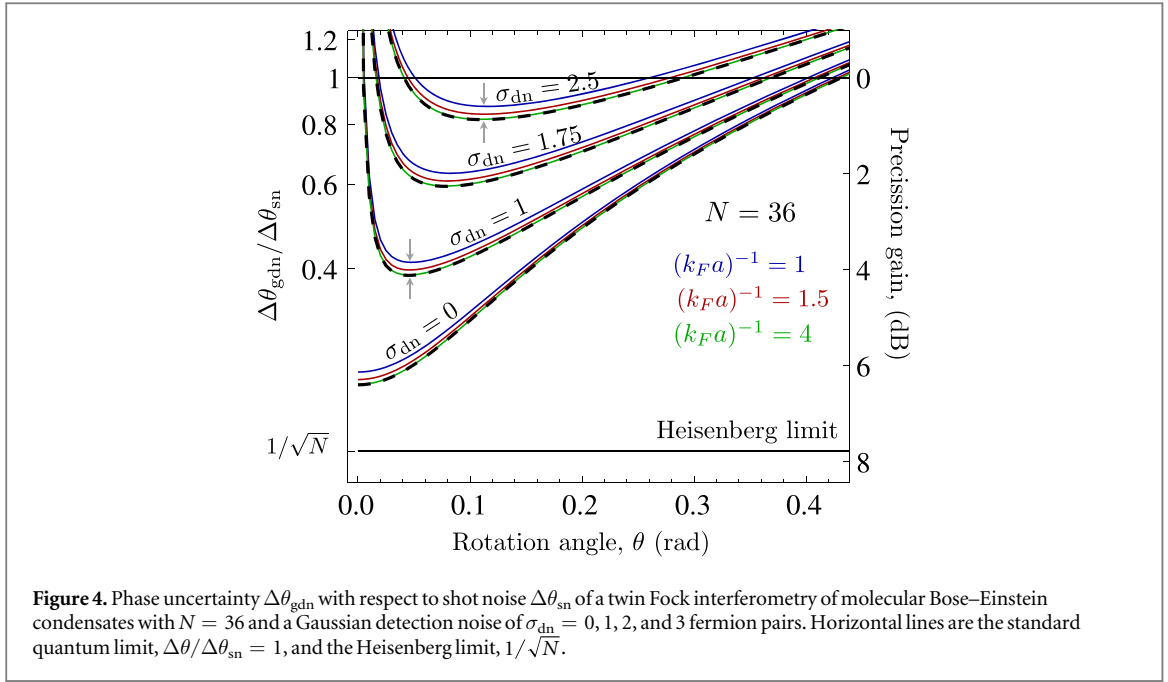 1.2
1
0.8
0.6
0.4
1/√N
Δθgdn/Δθsn
σdn = 2.5
σdn = 1.75
σdn = 1
σdn = 0
N = 36
(kF a)⁻¹ = 1
(kF a)⁻¹ = 1.5
(kF a)⁻¹ = 4
Heisenberg limit
0
2
4
6
8
Precission gain, (dB)
0.0 0.1 0.2 0.3 0.4
Rotation angle, θ (rad)
Figure 4. Phase uncertainty Δθgdn with respect to shot noise Δθsn of a twin Fock interferometry of molecular Bose–Einstein
condensates with N = 36 and a Gaussian detection noise of σdn = 0, 1, 2, and 3 fermion pairs. Horizontal lines are the standard
quantum limit, Δθ/Δθsn = 1, and the Heisenberg limit, 1/√N.